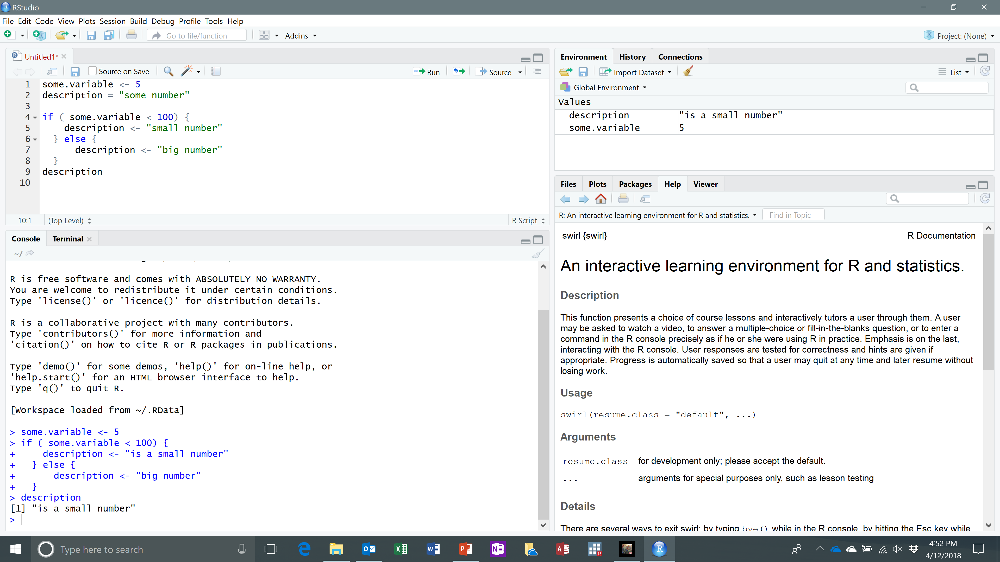 RStudio
File Edit Code View Plots Session Build Debug Profile Tools Help
Go to file/function Addins Project: (None)
Untitled1*
Source on Save Run Source
1 some.variable <- 5
2 description = "some number"
3
4 if ( some.variable < 100) {
5 description <- "small number"
6 } else {
7 description <- "big number"
8 }
9 description
10
10:1 (Top Level) R Script
Console Terminal
~/
R is free software and comes with ABSOLUTELY NO WARRANTY.
You are welcome to redistribute it under certain conditions.
Type 'license()' or 'licence()' for distribution details.
R is a collaborative project with many contributors.
Type 'contributors()' for more information and
'citation()' on how to cite R or R packages in publications.
Type 'demo()' for some demos, 'help()' for on-line help, or
'help.start()' for an HTML browser interface to help.
Type 'q()' to quit R.
[Workspace loaded from ~/.RData]
> some.variable <- 5
> if ( some.variable < 100) {
+ description <- "is a small number"
+ } else {
+ description <- "big number"
+ }
> description
[1] "is a small number"
>
Environment History Connections
Import Dataset List
Global Environment
Values
description "is a small number"
some.variable 5
Files Plots Packages Help Viewer
R: An interactive learning environment for R and statistics. Find in Topic
swirl {swirl} R Documentation
An interactive learning environment for R and statistics.
Description
This function presents a choice of course lessons and interactively tutors a user through them. A user
may be asked to watch a video, to answer a multiple-choice or fill-in-the-blanks question, or to enter a
command in the R console precisely as if he or she were using R in practice. Emphasis is on the last,
interacting with the R console. User responses are tested for correctness and hints are given if
appropriate. Progress is automatically saved so that a user may quit at any time and later resume without
losing work.
Usage
swirl(resume.class = "default", ...)
Arguments
resume.class for development only; please accept the default.
... arguments for special purposes only, such as lesson testing
Details
There are several ways to exit swirl: by typing bye() while in the R console, by hitting the Esc key while
Type here to search
15
4:52 PM
4/12/2018